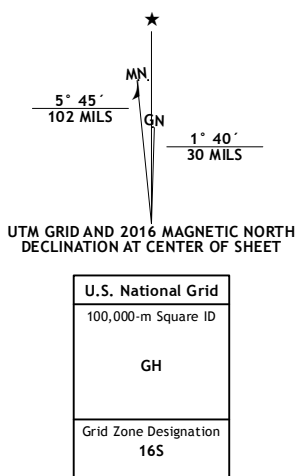 ★
MN
GN
5° 45´
102 MILS
1° 40´
30 MILS
UTM GRID AND 2016 MAGNETIC NORTH
DECLINATION AT CENTER OF SHEET
U.S. National Grid
100,000-m Square ID
GH
Grid Zone Designation
16S